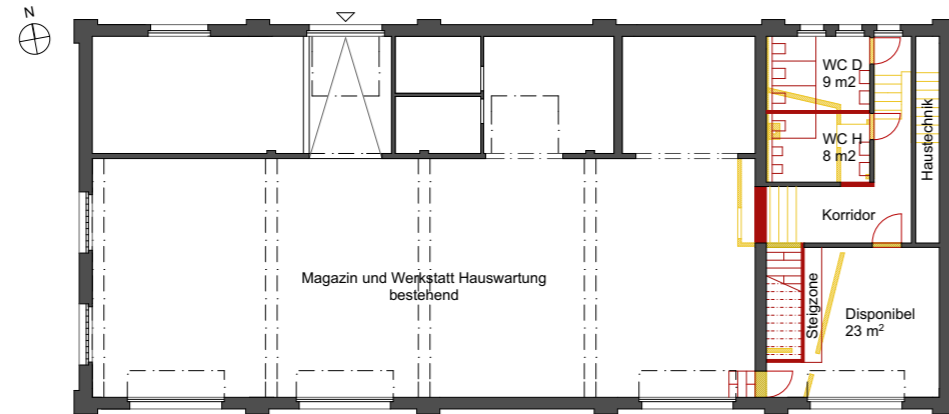 N
WC D
9 m2
WC H
8 m2
Haustechnik
Korridor
Magazin und Werkstatt Hauswartung
bestehend
Steigzone
Disponibel
23 m²